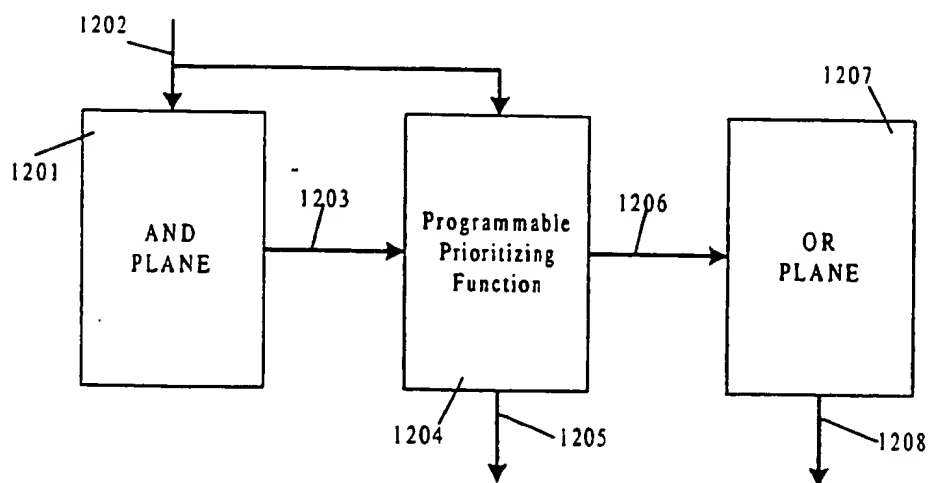 1202
1207
1201
1203
1206
AND
PLANE
Programmable
Prioritizing
Function
OR
PLANE
1204
1205
1208